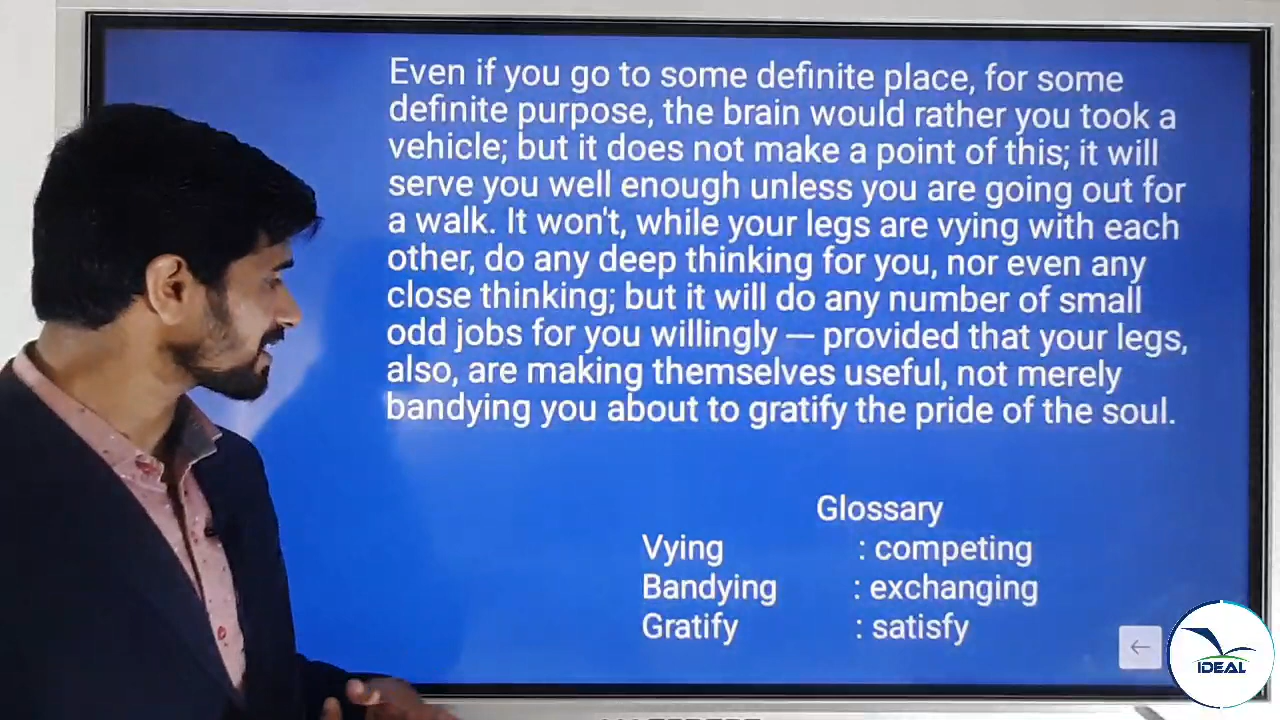 Even if you go to some definite place, for some
definite purpose, the brain would rather you took a
vehicle; but it does not make a point of this; it will
serve you well enough unless you are going out for
a walk. It won't, while your legs are vying with each
other, do any deep thinking for you, nor even any
close thinking; but it will do any number of small
odd jobs for you willingly — provided that your legs,
also, are making themselves useful, not merely
bandying you about to gratify the pride of the soul.
Glossary
Vying : competing
Bandying : exchanging
Gratify : satisfy
IDEAL